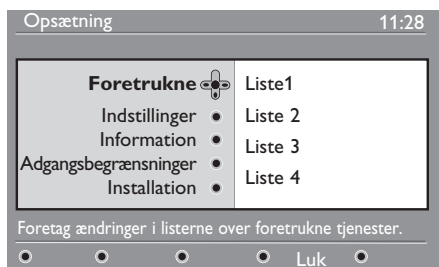 Opsætning 11:28
Foretrukne Liste1
Indstillinger Liste 2
Information Liste 3
Adgangsbegrænsninger Liste 4
Installation
Foretag ændringer i listerne over foretrukne tjenester.
Luk